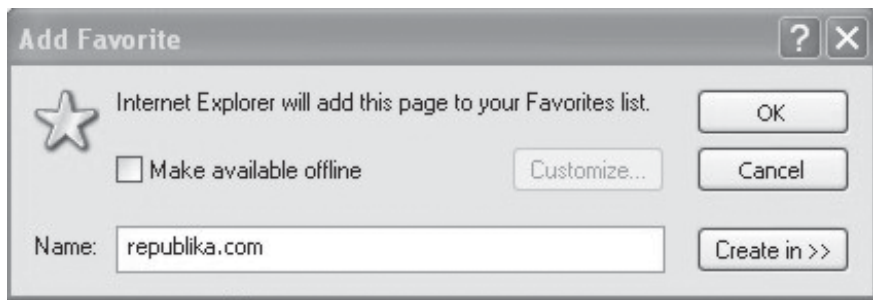 Add Favorite
Internet Explorer will add this page to your Favorites list.
OK
Make available offline
Customize...
Cancel
Name: republika.com
Create in >>